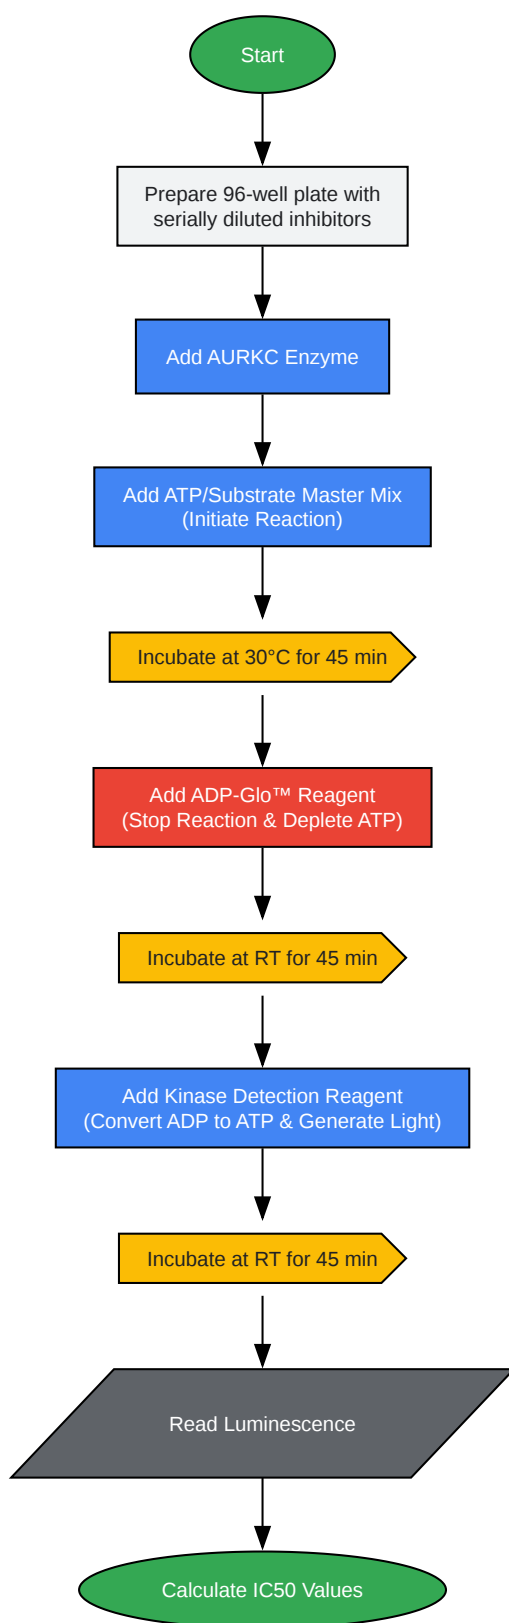 Start
Prepare 96-well plate with
serially diluted inhibitors
Add AURKC Enzyme
Add ATP/Substrate Master Mix
(Initiate Reaction)
Incubate at 30°C for 45 min
Add ADP-Glo™ Reagent
(Stop Reaction & Deplete ATP)
Incubate at RT for 45 min
Add Kinase Detection Reagent
(Convert ADP to ATP & Generate Light)
Incubate at RT for 45 min
Read Luminescence
Calculate IC50 Values